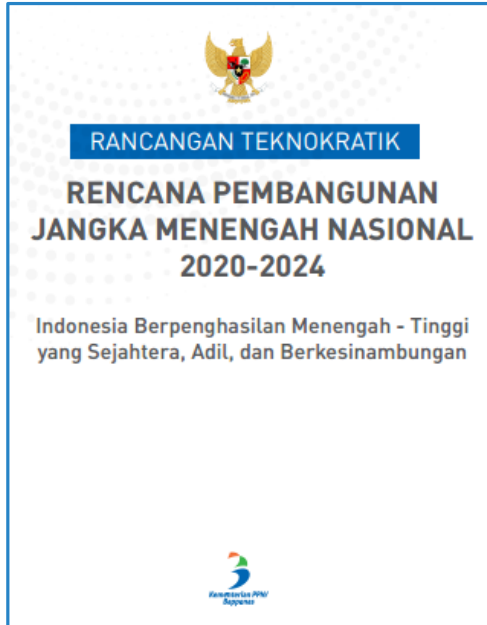 RANCANGAN TEKNOKRATIK
RENCANA PEMBANGUNAN
JANGKA MENENGAH NASIONAL
2020-2024
Indonesia Berpenghasilan Menengah - Tinggi
yang Sejahtera, Adil, dan Berkesinambungan
Kementerian PPN/
Bappenas